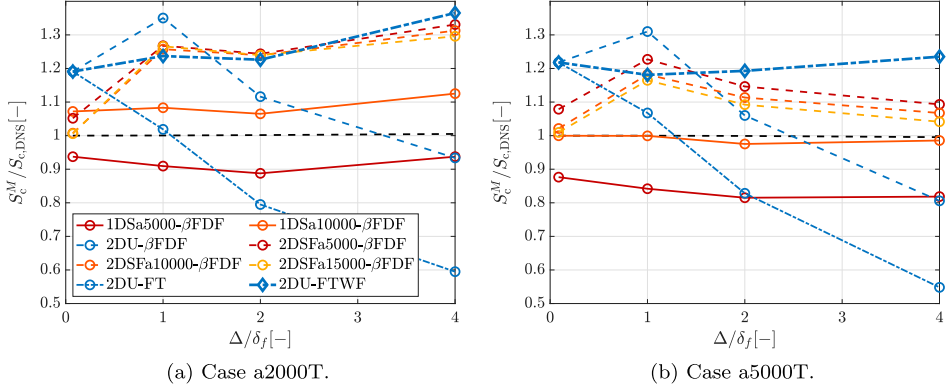 1.3
1.2
1.1
1
0.9
0.8
0.7
0.6
0.5
S_c^M/S_c,DNS[−]
1DSa5000-βFDF 1DSa10000-βFDF
2DU-βFDF 2DSFa5000-βFDF
2DSFa10000-βFDF 2DSFa15000-βFDF
2DU-FT 2DU-FTWF
0 1 2 3 4
Δ/δ_f[−]
(a) Case a2000T.
1.3
1.2
1.1
1
0.9
0.8
0.7
0.6
0.5
S_c^M/S_c,DNS[−]
0 1 2 3 4
Δ/δ_f[−]
(b) Case a5000T.